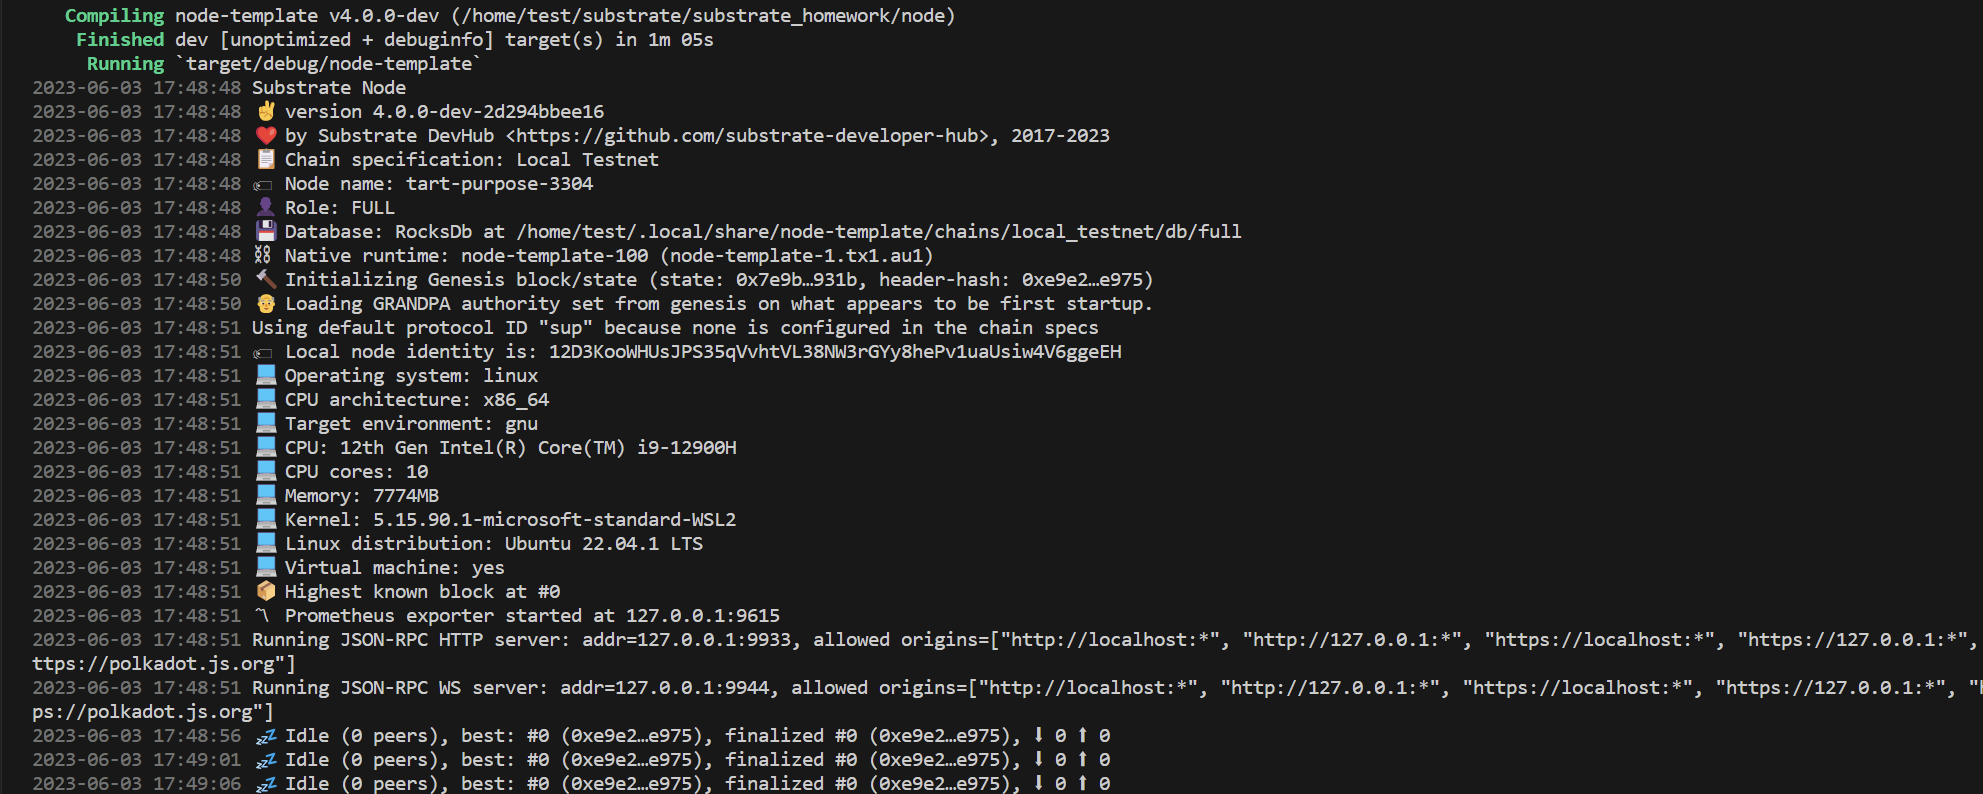 Compiling node-template v4.0.0-dev (/home/test/substrate/substrate_homework/node)
Finished dev [unoptimized + debuginfo] target(s) in 1m 05s
Running `target/debug/node-template`
2023-06-03 17:48:48 Substrate Node
2023-06-03 17:48:48 ✌️ version 4.0.0-dev-2d294bbee16
2023-06-03 17:48:48 ❤️ by Substrate DevHub <https://github.com/substrate-developer-hub>, 2017-2023
2023-06-03 17:48:48 📋 Chain specification: Local Testnet
2023-06-03 17:48:48 🏷 Node name: tart-purpose-3304
2023-06-03 17:48:48 👤 Role: FULL
2023-06-03 17:48:48 💾 Database: RocksDb at /home/test/.local/share/node-template/chains/local_testnet/db/full
2023-06-03 17:48:48 ⛓ Native runtime: node-template-100 (node-template-1.tx1.au1)
2023-06-03 17:48:50 🔨 Initializing Genesis block/state (state: 0x7e9b…931b, header-hash: 0xe9e2…e975)
2023-06-03 17:48:50 👴 Loading GRANDPA authority set from genesis on what appears to be first startup.
2023-06-03 17:48:51 Using default protocol ID "sup" because none is configured in the chain specs
2023-06-03 17:48:51 🏷 Local node identity is: 12D3KooWHUsJPS35qVvhtVL38NW3rGYy8hePv1uaUsiw4V6ggeEH
2023-06-03 17:48:51 💻 Operating system: linux
2023-06-03 17:48:51 💻 CPU architecture: x86_64
2023-06-03 17:48:51 💻 Target environment: gnu
2023-06-03 17:48:51 💻 CPU: 12th Gen Intel(R) Core(TM) i9-12900H
2023-06-03 17:48:51 💻 CPU cores: 10
2023-06-03 17:48:51 💻 Memory: 7774MB
2023-06-03 17:48:51 💻 Kernel: 5.15.90.1-microsoft-standard-WSL2
2023-06-03 17:48:51 💻 Linux distribution: Ubuntu 22.04.1 LTS
2023-06-03 17:48:51 💻 Virtual machine: yes
2023-06-03 17:48:51 📦 Highest known block at #0
2023-06-03 17:48:51 〽 Prometheus exporter started at 127.0.0.1:9615
2023-06-03 17:48:51 Running JSON-RPC HTTP server: addr=127.0.0.1:9933, allowed origins=["http://localhost:*", "http://127.0.0.1:*", "https://localhost:*", "https://127.0.0.1:*",
ttps://polkadot.js.org"]
2023-06-03 17:48:51 Running JSON-RPC WS server: addr=127.0.0.1:9944, allowed origins=["http://localhost:*", "http://127.0.0.1:*", "https://localhost:*", "https://127.0.0.1:*", "h
ps://polkadot.js.org"]
2023-06-03 17:48:56 💤 Idle (0 peers), best: #0 (0xe9e2…e975), finalized #0 (0xe9e2…e975), ⬇ 0 ⬆ 0
2023-06-03 17:49:01 💤 Idle (0 peers), best: #0 (0xe9e2…e975), finalized #0 (0xe9e2…e975), ⬇ 0 ⬆ 0
2023-06-03 17:49:06 💤 Idle (0 peers), best: #0 (0xe9e2…e975), finalized #0 (0xe9e2…e975), ⬇ 0 ⬆ 0